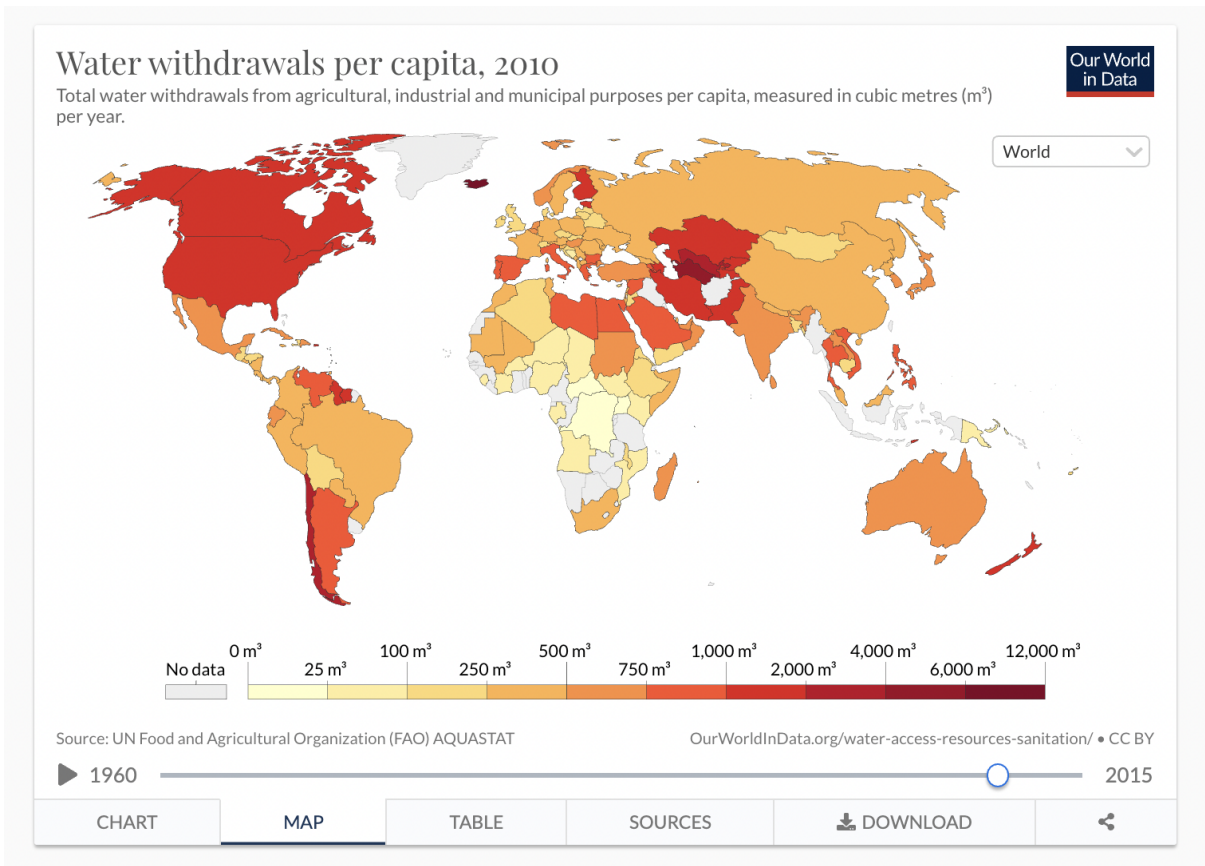 Water withdrawals per capita, 2010
Our World
in Data
Total water withdrawals from agricultural, industrial and municipal purposes per capita, measured in cubic metres (m³)
per year.
World
0 m³ 100 m³ 500 m³ 1,000 m³ 4,000 m³ 12,000 m³
No data 25 m³ 250 m³ 750 m³ 2,000 m³ 6,000 m³
Source: UN Food and Agricultural Organization (FAO) AQUASTAT
OurWorldInData.org/water-access-resources-sanitation/ • CC BY
1960 2015
CHART MAP TABLE SOURCES DOWNLOAD